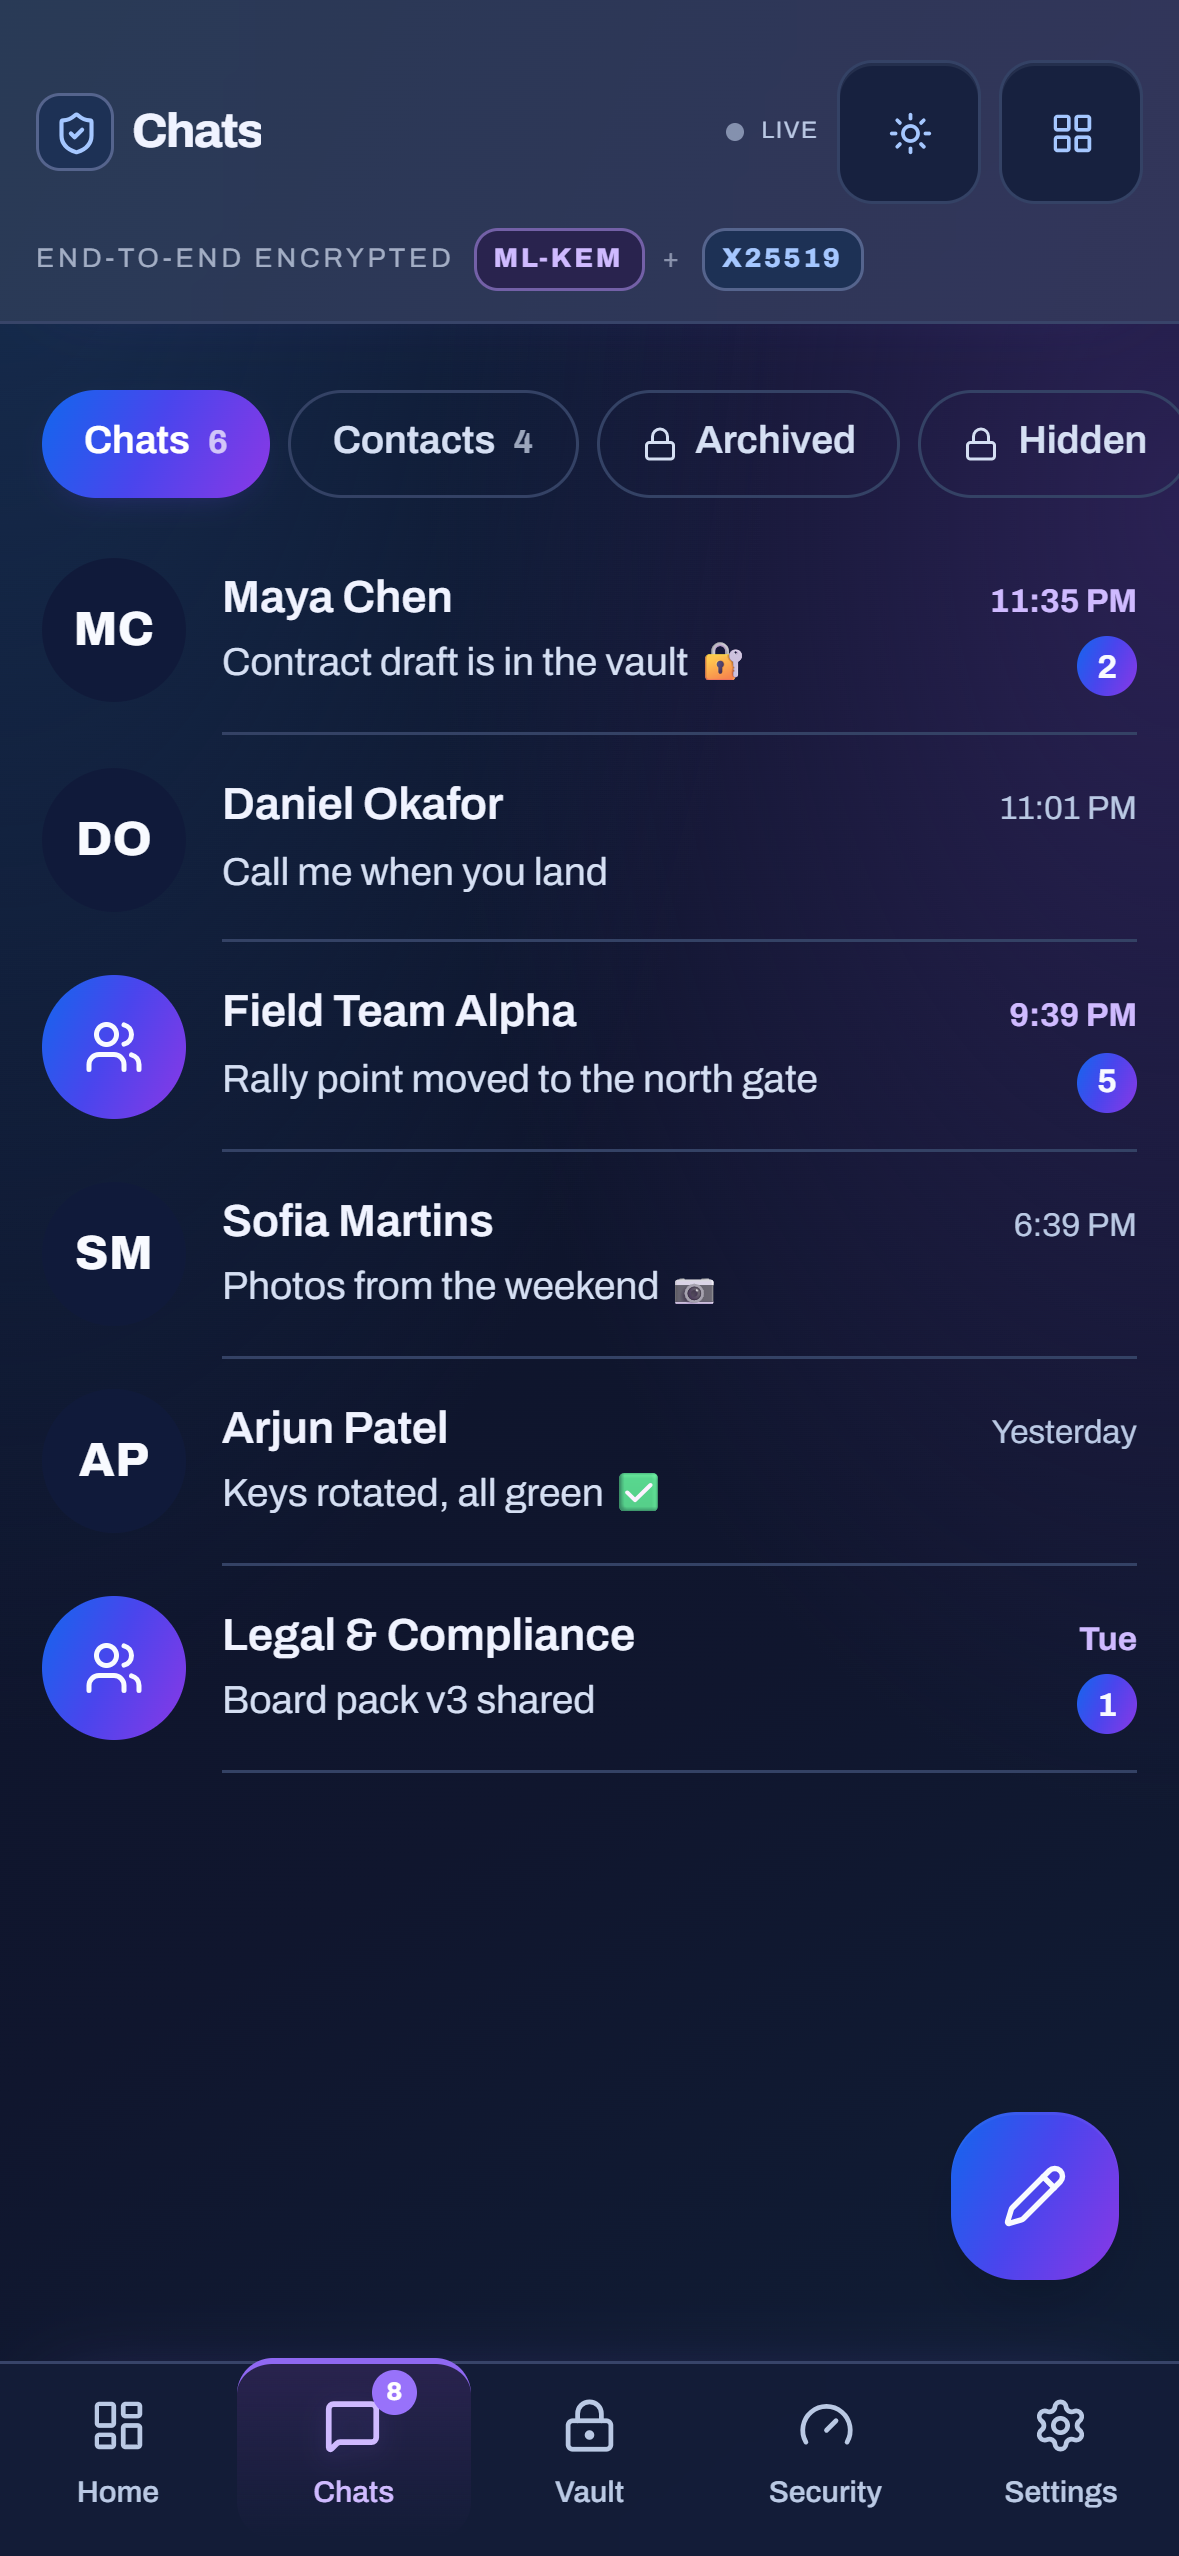 Chats
LIVE
END-TO-END ENCRYPTED ML-KEM + X25519
Chats 6 Contacts 4 Archived Hidden
MC Maya Chen 11:35 PM
Contract draft is in the vault 🔐 2
DO Daniel Okafor 11:01 PM
Call me when you land
Field Team Alpha 9:39 PM
Rally point moved to the north gate 5
SM Sofia Martins 6:39 PM
Photos from the weekend 📷
AP Arjun Patel Yesterday
Keys rotated, all green ✅
Legal & Compliance Tue
Board pack v3 shared 1
8
Home Chats Vault Security Settings